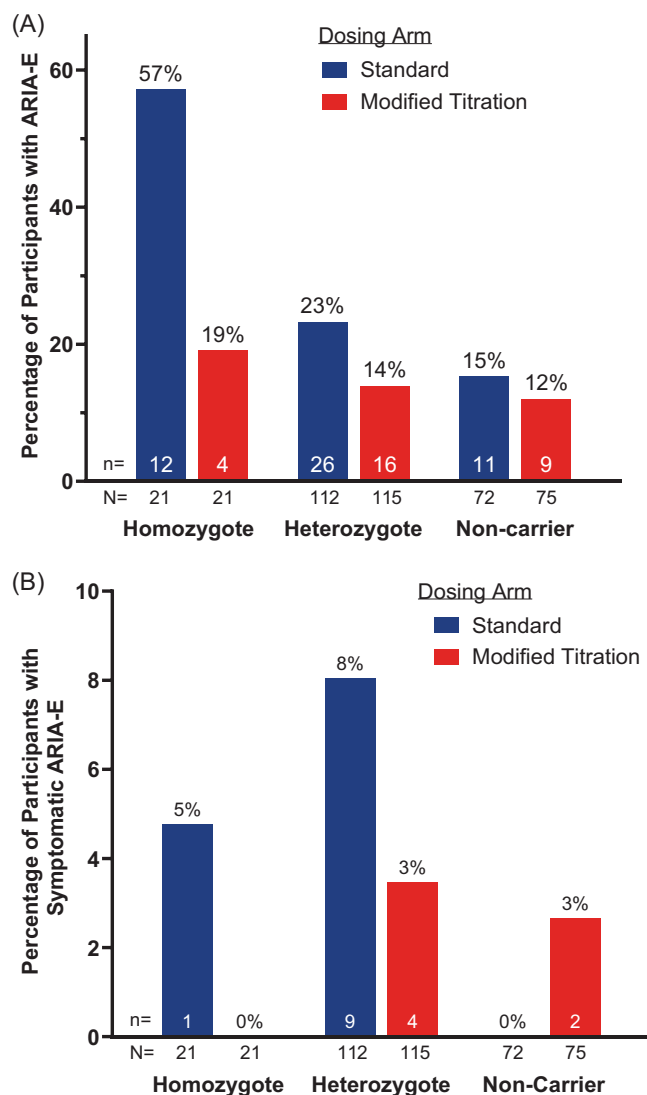 (A)
Dosing Arm
Standard
Modified Titration
Percentage of Participants with ARIA-E
60
40
20
0
57%
19%
23%
14%
15%
12%
n= 12 4 26 16 11 9
N= 21 21 112 115 72 75
Homozygote Heterozygote Non-carrier
(B)
Dosing Arm
Standard
Modified Titration
Percentage of Participants with
Symptomatic ARIA-E
10
8
6
4
2
0
5%
8%
3%
3%
n= 1 0% 9 4 0% 2
N= 21 21 112 115 72 75
Homozygote Heterozygote Non-Carrier